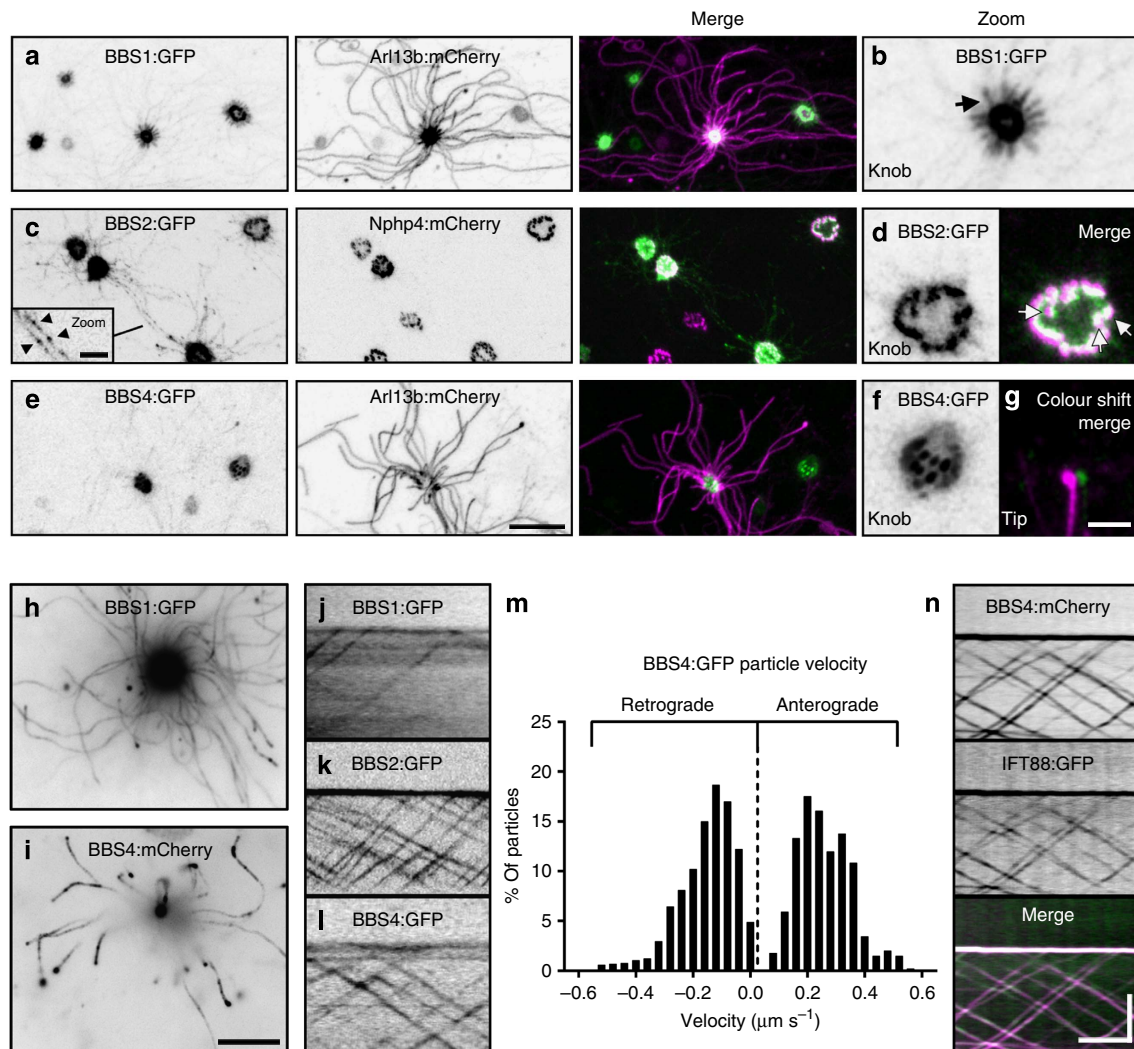 Merge
Zoom
a
BBS1:GFP
Arl13b:mCherry
b
BBS1:GFP
Knob
c
BBS2:GFP
Zoom
Nphp4:mCherry
d
BBS2:GFP
Knob
Merge
e
BBS4:GFP
Arl13b:mCherry
f
BBS4:GFP
Knob
g
Colour shift
merge
Tip
h
BBS1:GFP
i
BBS4:mCherry
j
BBS1:GFP
k
BBS2:GFP
l
BBS4:GFP
m
BBS4:GFP particle velocity
Retrograde
Anterograde
25
20
15
10
5
0
% Of particles
–0.6 –0.4 –0.2 0.0 0.2 0.4 0.6
Velocity (μm s⁻¹)
n
BBS4:mCherry
IFT88:GFP
Merge